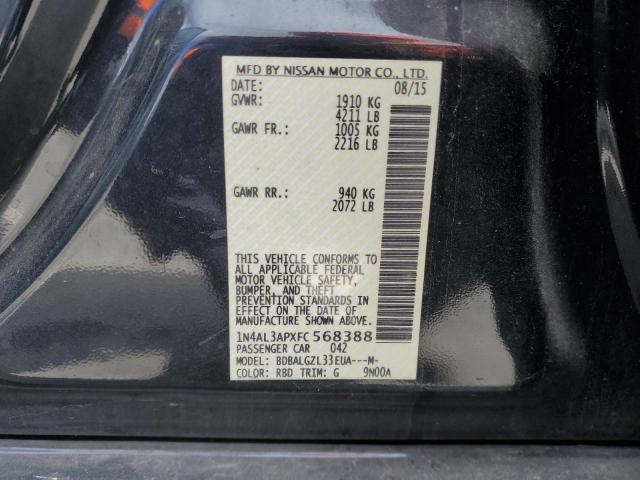 MFD BY NISSAN MOTOR CO., LTD.
DATE: 08/15
GVWR: 1910 KG
4211 LB
GAWR FR.: 1005 KG
2216 LB
GAWR RR.: 940 KG
2072 LB
THIS VEHICLE CONFORMS TO
ALL APPLICABLE FEDERAL
MOTOR VEHICLE SAFETY,
BUMPER, AND THEFT
PREVENTION STANDARDS IN
EFFECT ON THE DATE OF
MANUFACTURE SHOWN ABOVE.
1N4AL3APXFC568388
PASSENGER CAR 042
MODEL: BDBALGZL33EUA---M-
COLOR: RBD TRIM: G 9N00A